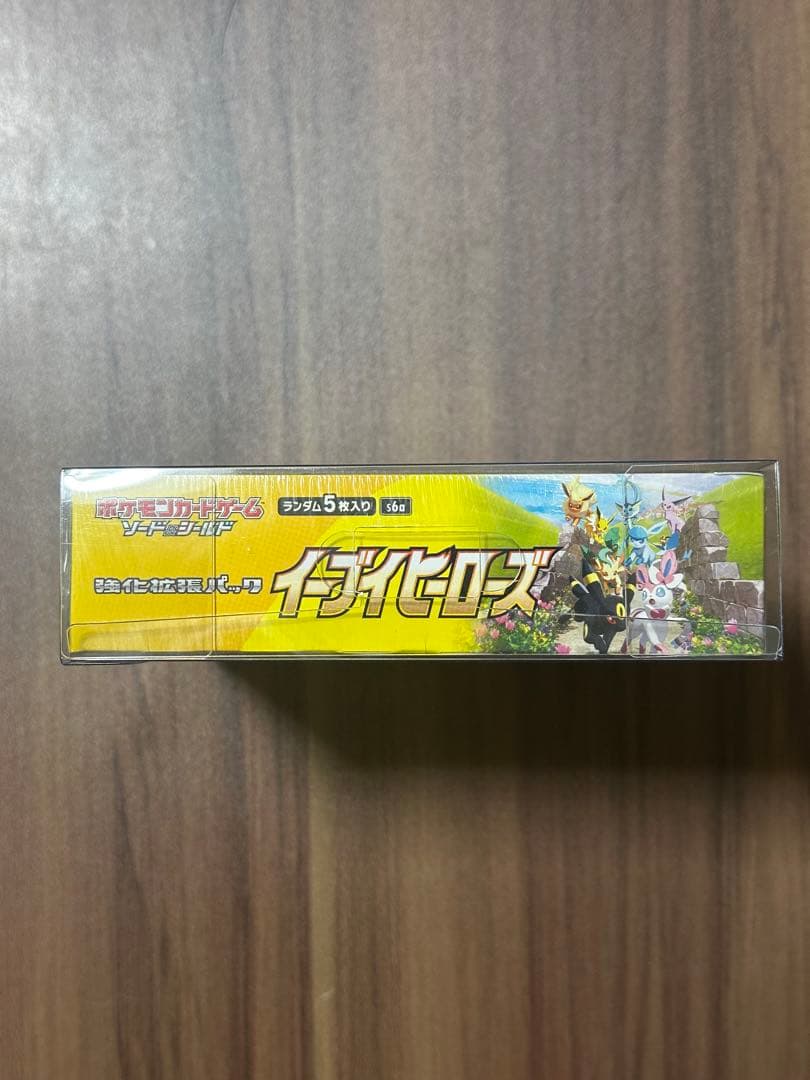 ポケモンカードゲーム
ソード&シールド
ランダム5枚入り s6a
強化拡張パック
イーブイヒーローズ